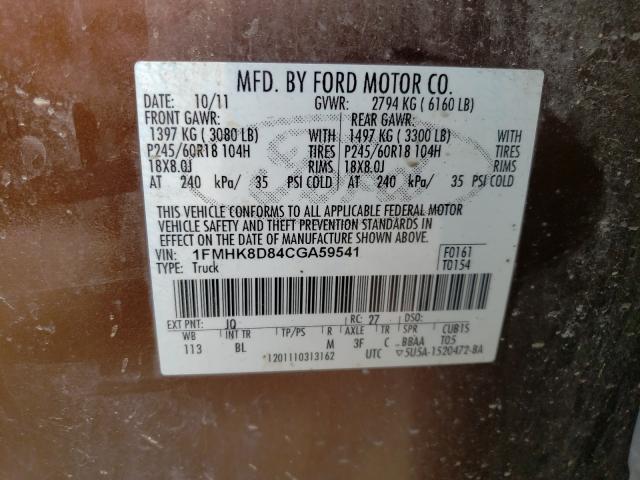 MFD. BY FORD MOTOR CO.
DATE: 10/11 GVWR: 2794 KG ( 6160 LB)
FRONT GAWR: REAR GAWR:
1397 KG ( 3080 LB) WITH 1497 KG ( 3300 LB) WITH
P245/60R18 104H TIRES P245/60R18 104H TIRES
18X8.0J RIMS 18X8.0J RIMS
AT 240 kPa/ 35 PSI COLD AT 240 kPa/ 35 PSI COLD
THIS VEHICLE CONFORMS TO ALL APPLICABLE FEDERAL MOTOR
VEHICLE SAFETY AND THEFT PREVENTION STANDARDS IN
EFFECT ON THE DATE OF MANUFACTURE SHOWN ABOVE.
VIN: 1FMHK8D84CGA59541 F0161
TYPE: Truck T0154
EXT PNT: JQ RC: 27 DSO:
WB INT TR TP/PS R AXLE TR SPR CUB15
113 BL M 3F C BBAA T05
*1201110313162 UTC ▽5U5A-1520472-BA